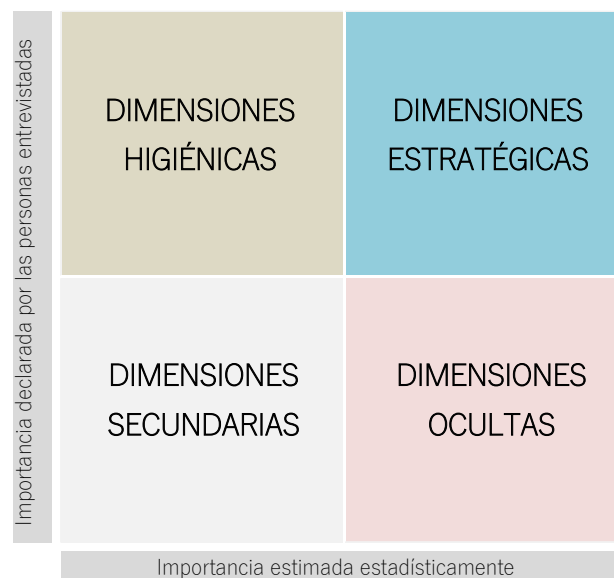 Importancia declarada por las personas entrevistadas
DIMENSIONES
HIGIÉNICAS
DIMENSIONES
ESTRATÉGICAS
DIMENSIONES
SECUNDARIAS
DIMENSIONES
OCULTAS
Importancia estimada estadísticamente